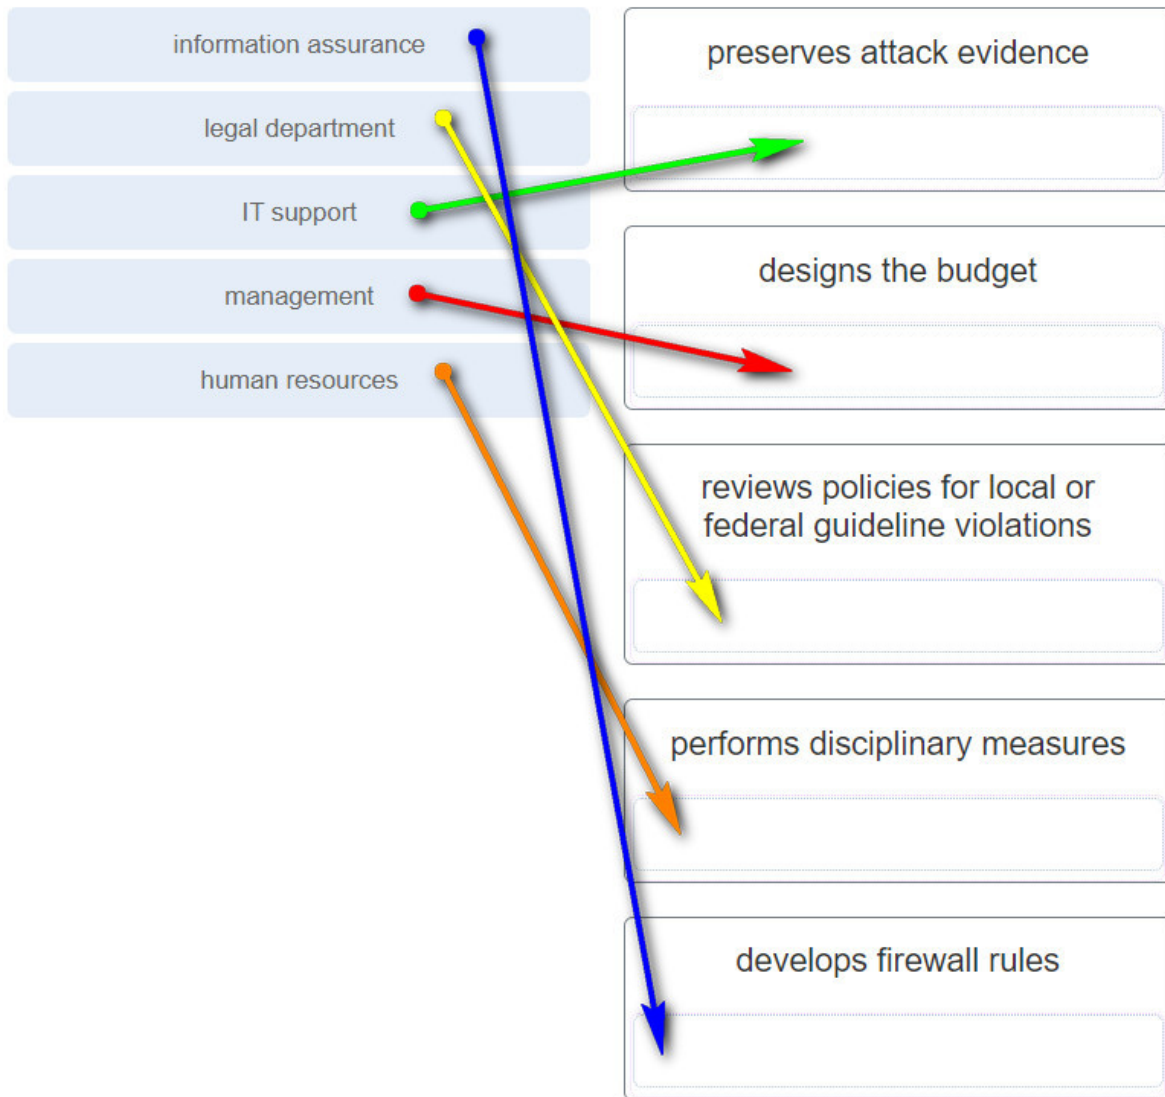 information assurance
legal department
IT support
management
human resources
preserves attack evidence
designs the budget
reviews policies for local or
federal guideline violations
performs disciplinary measures
develops firewall rules